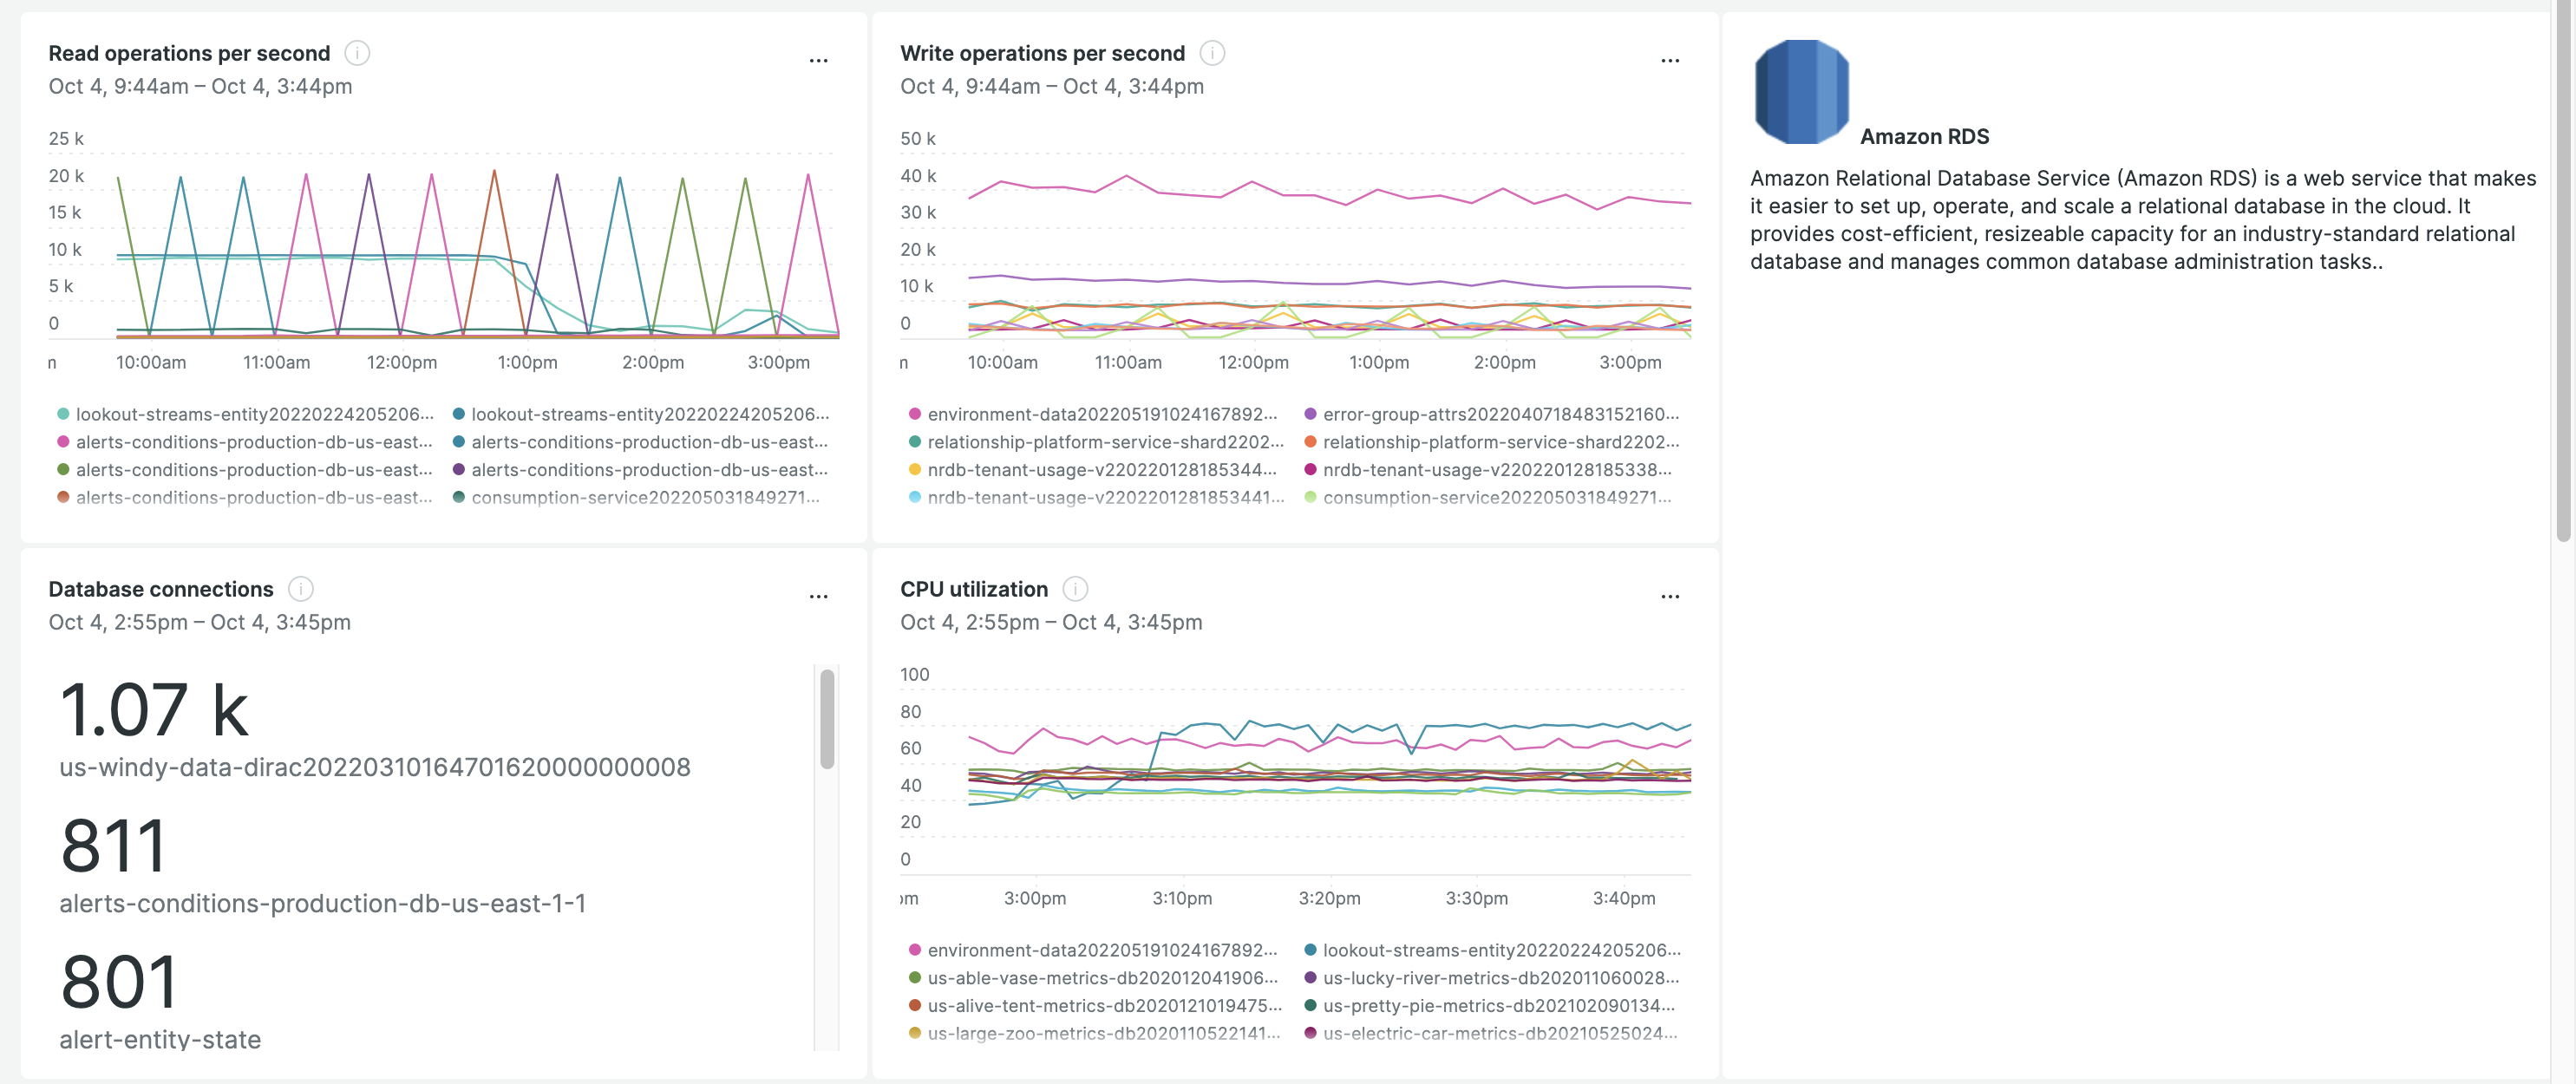 Read operations per second
...
Oct 4, 9:44am – Oct 4, 3:44pm
25 k
20 k
15 k
10 k
5 k
0
n 10:00am 11:00am 12:00pm 1:00pm 2:00pm 3:00pm
lookout-streams-entity20220224205206... lookout-streams-entity20220224205206...
alerts-conditions-production-db-us-east... alerts-conditions-production-db-us-east...
alerts-conditions-production-db-us-east... alerts-conditions-production-db-us-east...
alerts-conditions-production-db-us-east... consumption-service202205031849271...
Write operations per second
...
Oct 4, 9:44am – Oct 4, 3:44pm
50 k
40 k
30 k
20 k
10 k
0
n 10:00am 11:00am 12:00pm 1:00pm 2:00pm 3:00pm
environment-data202205191024167892... error-group-attrs2022040718483152160...
relationship-platform-service-shard2202... relationship-platform-service-shard2202...
nrdb-tenant-usage-v220220128185344... nrdb-tenant-usage-v220220128185338...
nrdb-tenant-usage-v2202201281853441... consumption-service202205031849271...
Amazon RDS
Amazon Relational Database Service (Amazon RDS) is a web service that makes
it easier to set up, operate, and scale a relational database in the cloud. It
provides cost-efficient, resizeable capacity for an industry-standard relational
database and manages common database administration tasks..
Database connections
...
Oct 4, 2:55pm – Oct 4, 3:45pm
1.07 k
us-windy-data-dirac20220310164701620000000008
811
alerts-conditions-production-db-us-east-1-1
801
alert-entity-state
CPU utilization
...
Oct 4, 2:55pm – Oct 4, 3:45pm
100
80
60
40
20
0
pm 3:00pm 3:10pm 3:20pm 3:30pm 3:40pm
environment-data202205191024167892... lookout-streams-entity20220224205206...
us-able-vase-metrics-db202012041906... us-lucky-river-metrics-db202011060028...
us-alive-tent-metrics-db2020121019475... us-pretty-pie-metrics-db202102090134...
us-large-zoo-metrics-db2020110522141... us-electric-car-metrics-db20210525024...